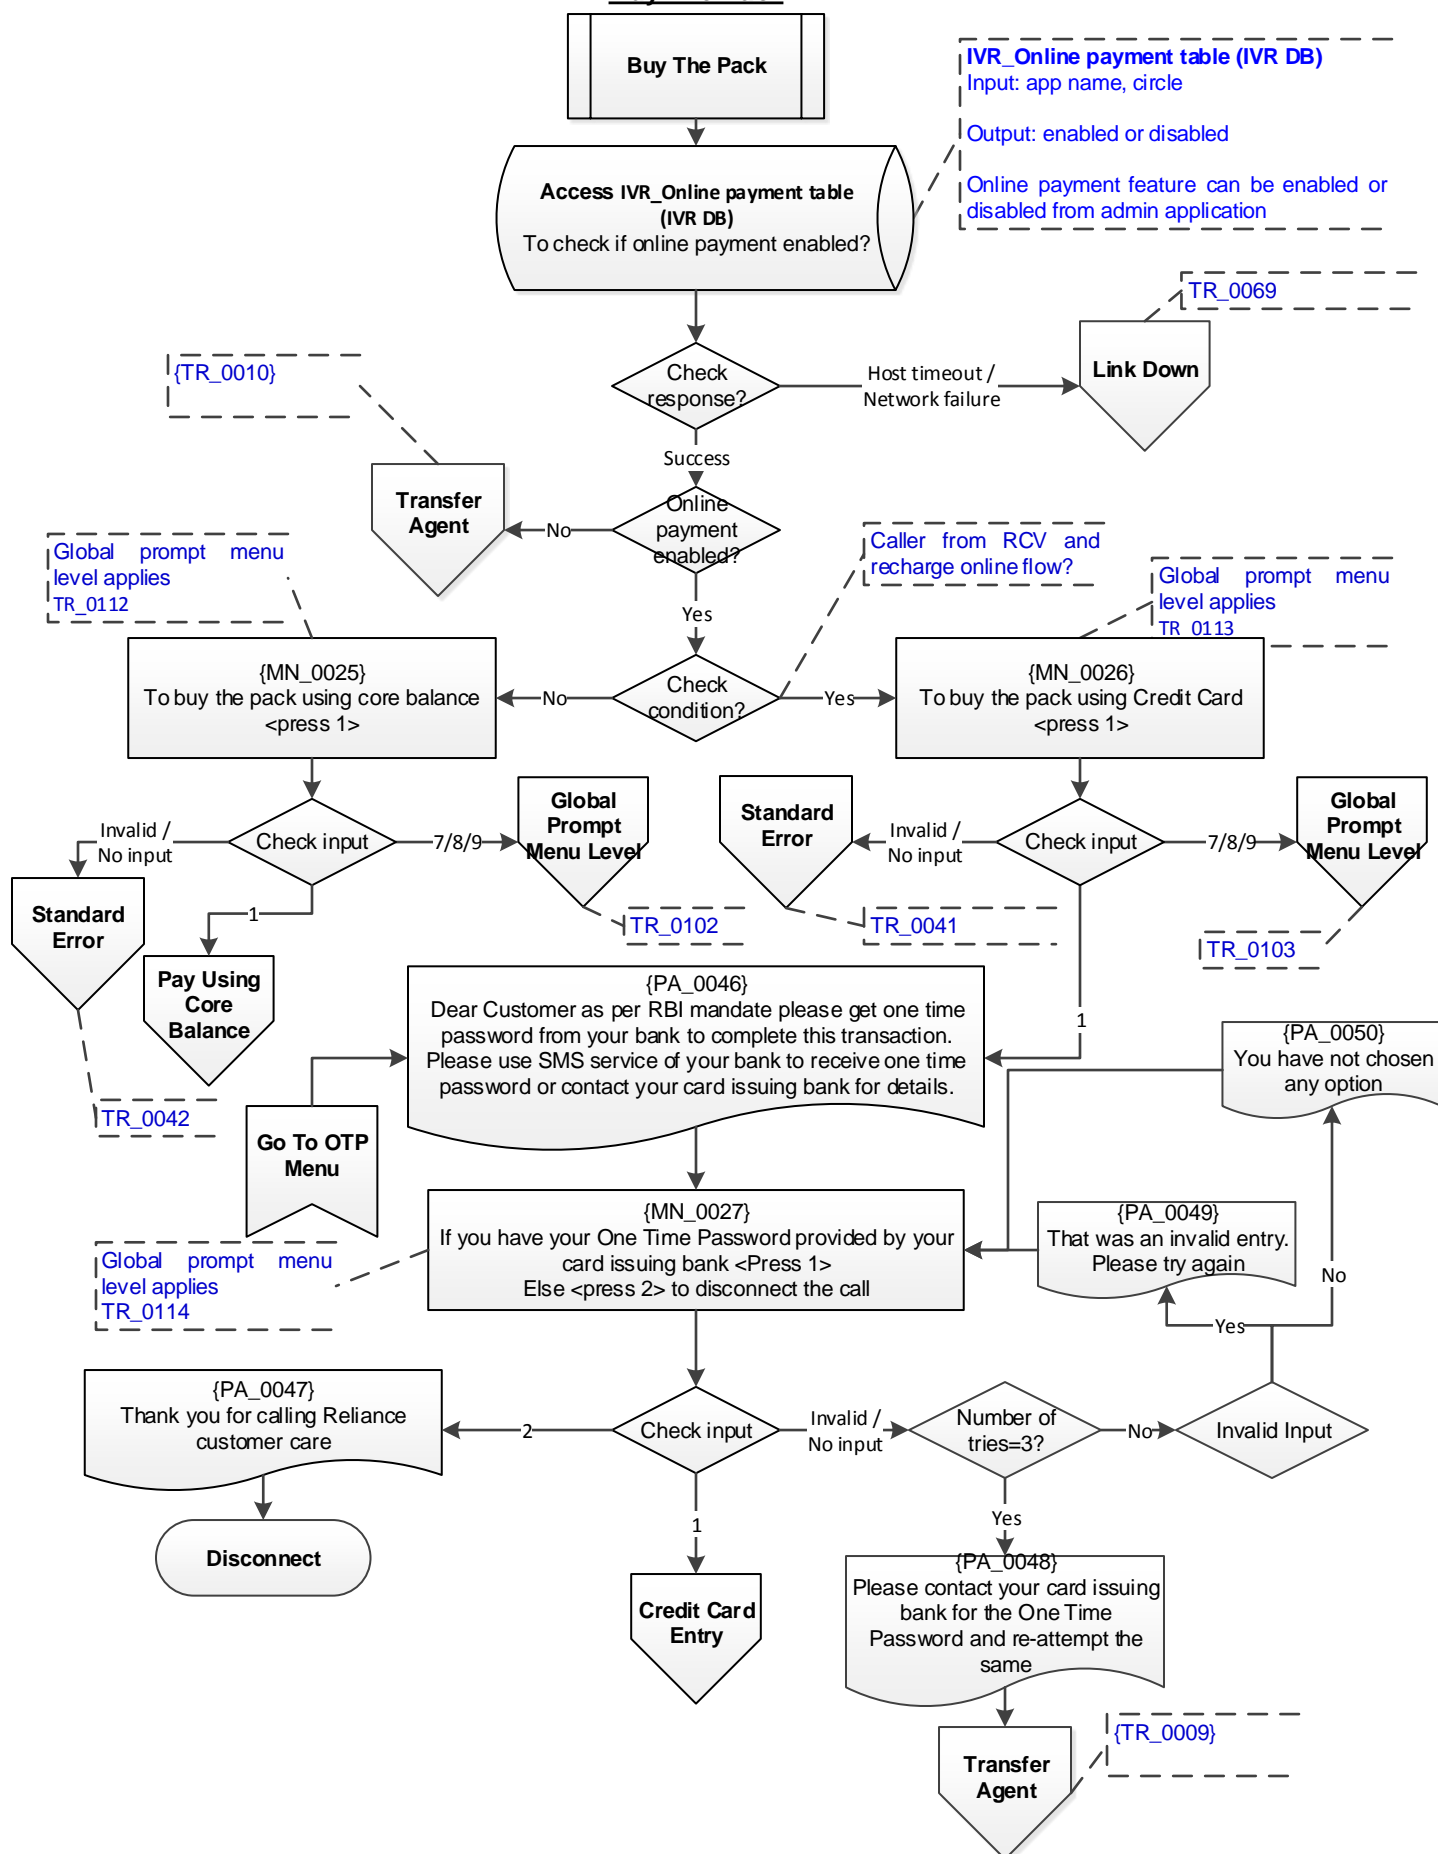 Buy The Pack
IVR_Online payment table (IVR DB)
Input: app name, circle
Output: enabled or disabled
Online payment feature can be enabled or
disabled from admin application
Access IVR_Online payment table
(IVR DB)
To check if online payment enabled?
TR_0069
Link Down
Check
response?
Host timeout /
Network failure
{TR_0010}
Success
Transfer
Agent
No
Online
payment
enabled?
Caller from RCV and
recharge online flow?
Global prompt menu
level applies
TR_0112
Global prompt menu
level applies
TR_0113
Yes
{MN_0025}
To buy the pack using core balance
<press 1>
No
Check
condition?
Yes
{MN_0026}
To buy the pack using Credit Card
<press 1>
Invalid /
No input
Check input
7/8/9
Global
Prompt
Menu Level
Standard
Error
Invalid /
No input
Check input
7/8/9
Global
Prompt
Menu Level
Standard
Error
1
TR_0102
TR_0041
TR_0103
Pay Using
Core
Balance
TR_0042
{PA_0046}
Dear Customer as per RBI mandate please get one time
password from your bank to complete this transaction.
Please use SMS service of your bank to receive one time
password or contact your card issuing bank for details.
1
{PA_0050}
You have not chosen
any option
Go To OTP
Menu
{MN_0027}
If you have your One Time Password provided by your
card issuing bank <Press 1>
Else <press 2> to disconnect the call
{PA_0049}
That was an invalid entry.
Please try again
No
Global prompt menu
level applies
TR_0114
Yes
{PA_0047}
Thank you for calling Reliance
customer care
2
Check input
Invalid /
No input
Number of
tries=3?
No
Invalid Input
Disconnect
1
Yes
Credit Card
Entry
{PA_0048}
Please contact your card issuing
bank for the One Time
Password and re-attempt the
same
Transfer
Agent
{TR_0009}